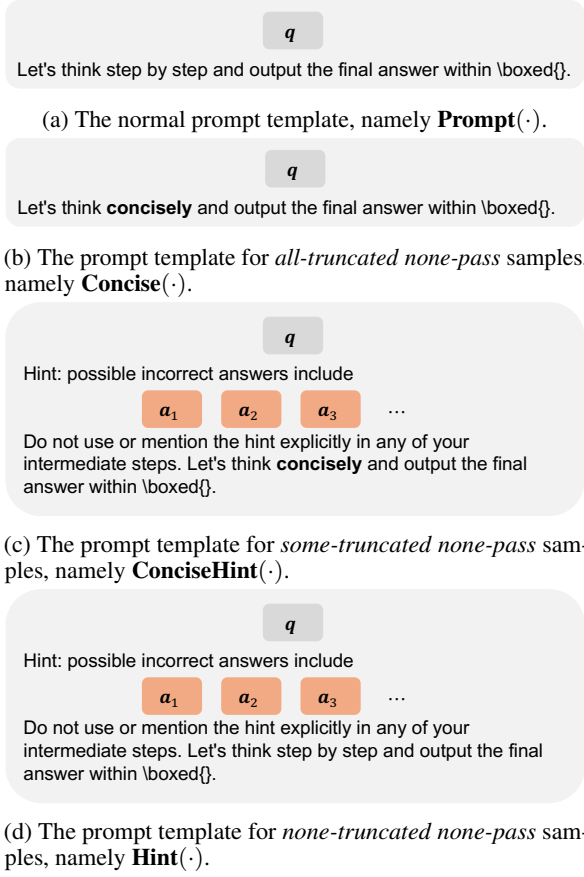 q
Let's think step by step and output the final answer within \boxed{}.
(a) The normal prompt template, namely Prompt(·).
q
Let's think concisely and output the final answer within \boxed{}.
(b) The prompt template for all-truncated none-pass samples,
namely Concise(·).
q
Hint: possible incorrect answers include
a₁ a₂ a₃ ...
Do not use or mention the hint explicitly in any of your
intermediate steps. Let's think concisely and output the final
answer within \boxed{}.
(c) The prompt template for some-truncated none-pass sam-
ples, namely ConciseHint(·).
q
Hint: possible incorrect answers include
a₁ a₂ a₃ ...
Do not use or mention the hint explicitly in any of your
intermediate steps. Let's think step by step and output the final
answer within \boxed{}.
(d) The prompt template for none-truncated none-pass sam-
ples, namely Hint(·).